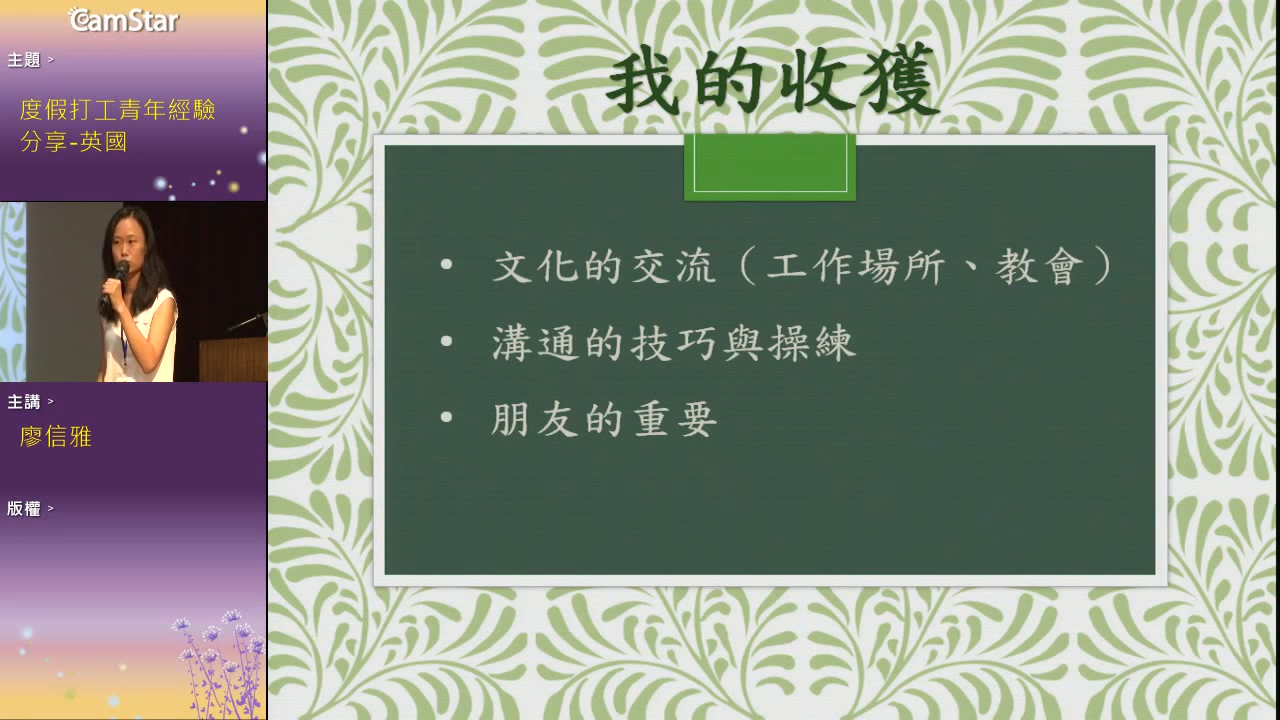 CamStar
主題 >
度假打工青年經驗
分享-英國
主講 >
廖信雅
版權 >
我的收獲
• 文化的交流（工作場所、教會）
• 溝通的技巧與操練
• 朋友的重要